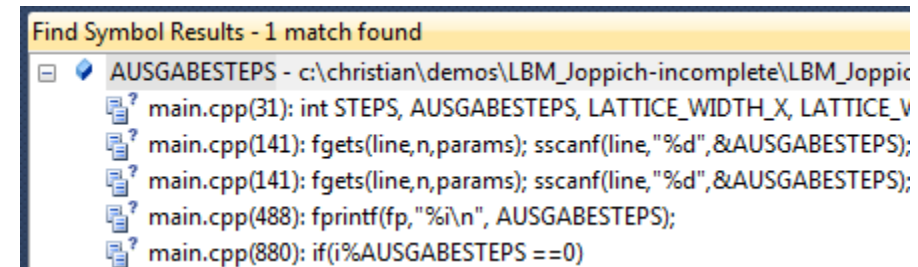 Find Symbol Results - 1 match found
AUSGABESTEPS - c:\christian\demos\LBM_Joppich-incomplete\LBM_Joppic
main.cpp(31): int STEPS, AUSGABESTEPS, LATTICE_WIDTH_X, LATTICE_W
main.cpp(141): fgets(line,n,params); sscanf(line,"%d",&AUSGABESTEPS);
main.cpp(141): fgets(line,n,params); sscanf(line,"%d",&AUSGABESTEPS);
main.cpp(488): fprintf(fp,"%i\n", AUSGABESTEPS);
main.cpp(880): if(i%AUSGABESTEPS ==0)